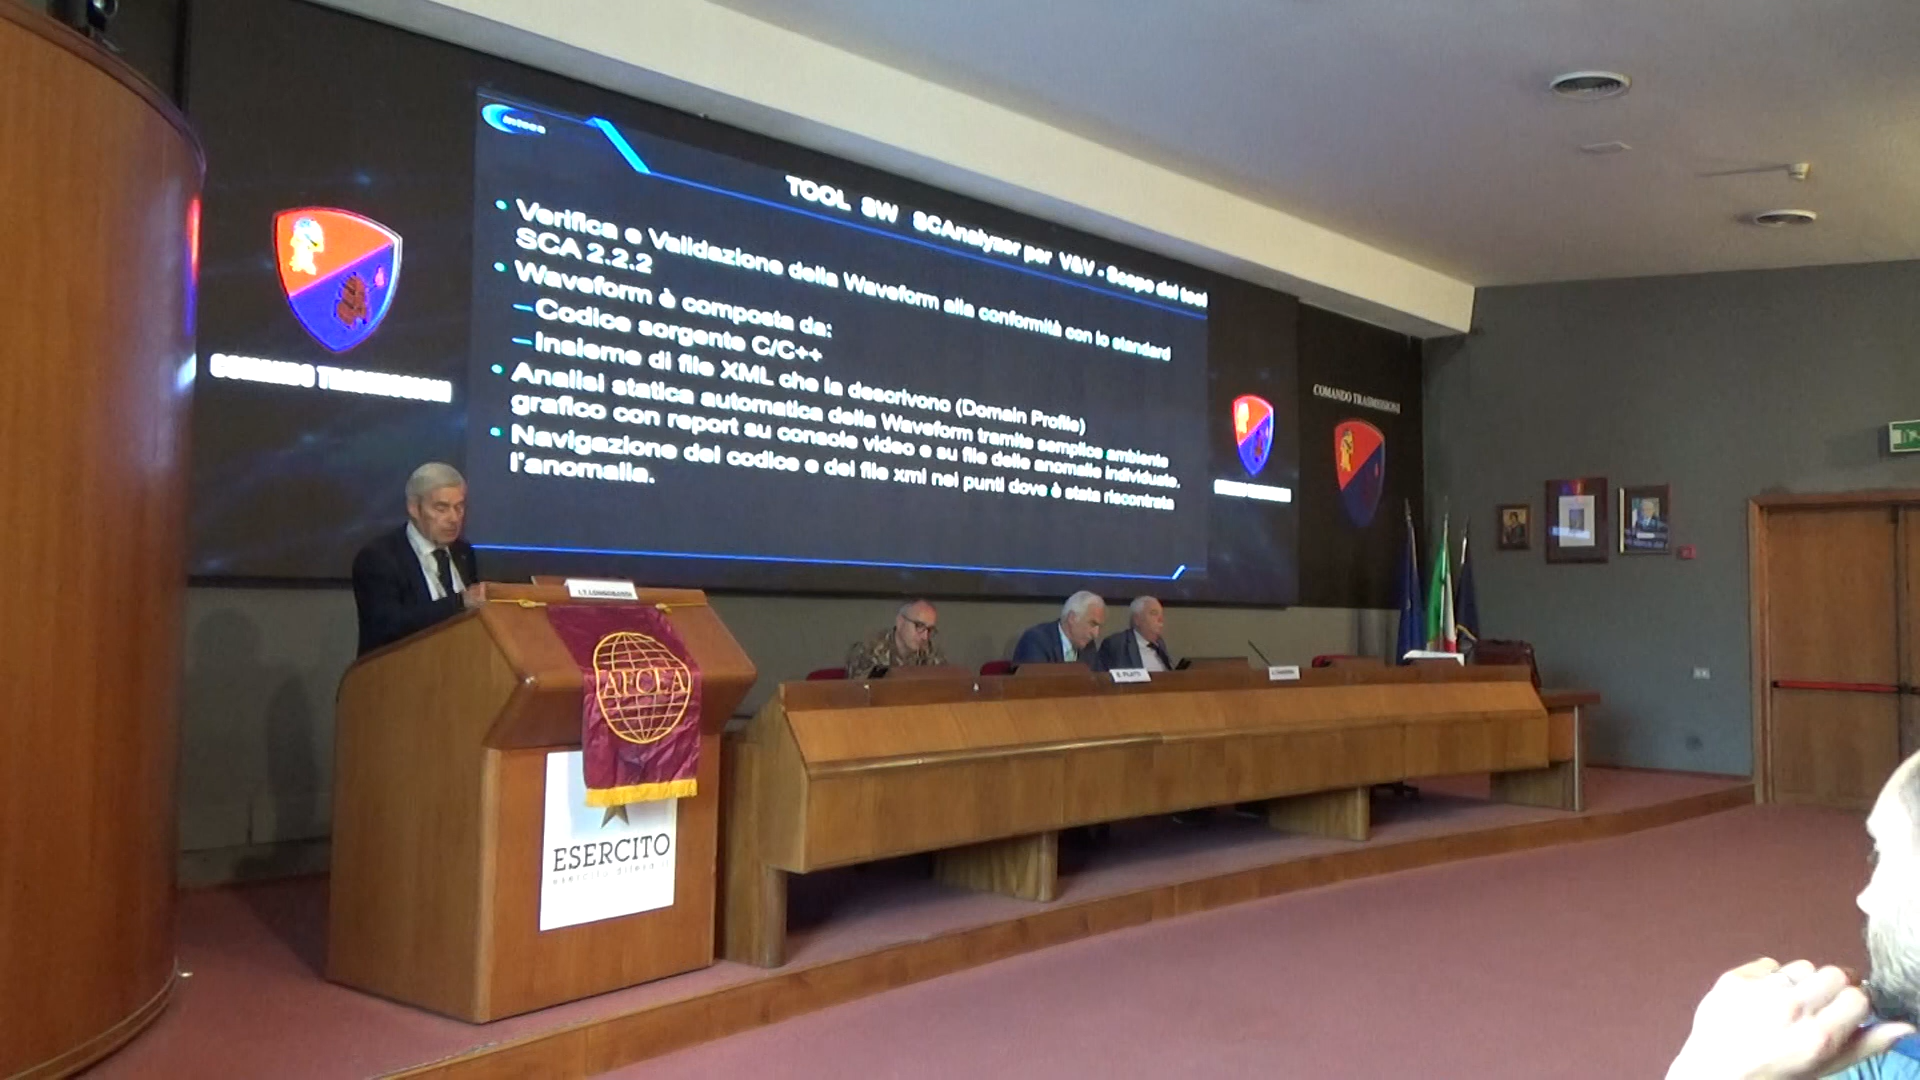 TOOL SW SCAnalyser per V&V - Scopo del tool
• Verifica e Validazione della Waveform alla conformità con lo standard
SCA 2.2.2
• Waveform è composta da:
–Codice sorgente C/C++
–Insieme di file XML che la descrivono (Domain Profile)
• Analisi statica automatica della Waveform tramite semplice ambiente
grafico con report su console video e su file delle anomalie individuate.
• Navigazione del codice e dei file xml nei punti dove è stata riscontrata
l'anomalia.
COMANDO TRASMISSIONI
COMANDO TRASMISSIONI
AFCEA
ESERCITO